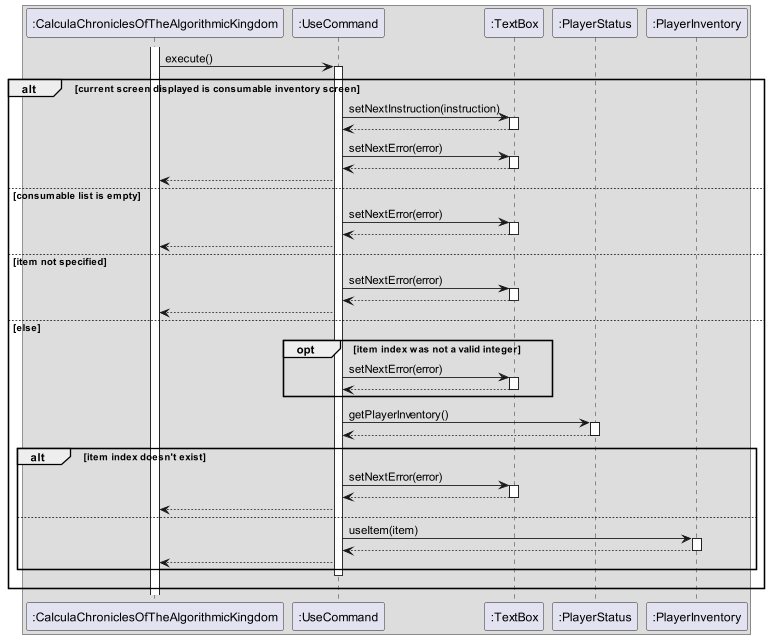 :CalculaChroniclesOfTheAlgorithmicKingdom :UseCommand :TextBox :PlayerStatus :PlayerInventory
execute()
alt [current screen displayed is consumable inventory screen]
setNextInstruction(instruction)
setNextError(error)
[consumable list is empty]
setNextError(error)
[item not specified]
setNextError(error)
[else]
opt [item index was not a valid integer]
setNextError(error)
getPlayerInventory()
alt [item index doesn't exist]
setNextError(error)
useItem(item)
:CalculaChroniclesOfTheAlgorithmicKingdom :UseCommand :TextBox :PlayerStatus :PlayerInventory